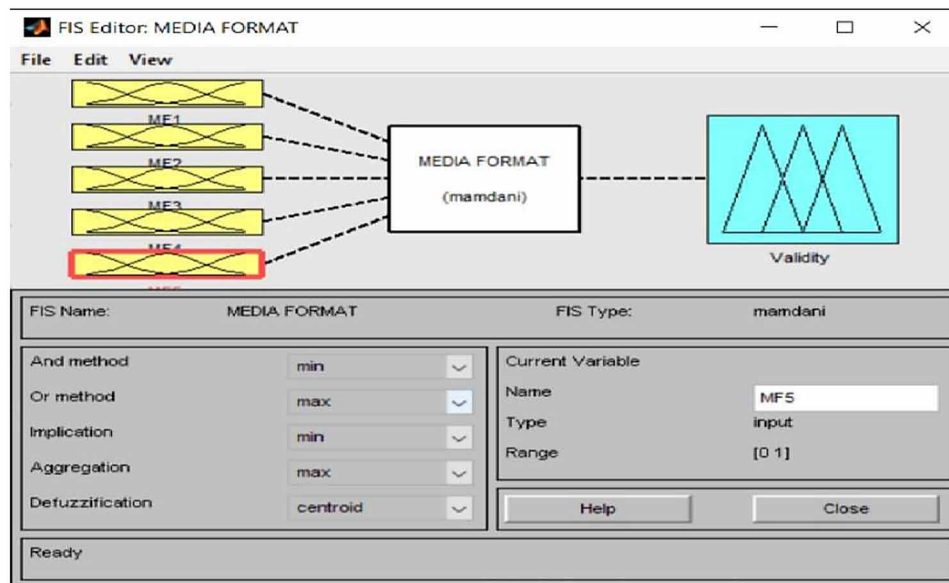 FIS Editor: MEDIA FORMAT
File Edit View
MF1
MF2
MF3
MF4
MEDIA FORMAT
(mamdani)
Validity
FIS Name: MEDIA FORMAT FIS Type: mamdani
And method min
Or method max
Implication min
Aggregation max
Defuzzification centroid
Current Variable
Name MF5
Type input
Range [0 1]
Help Close
Ready